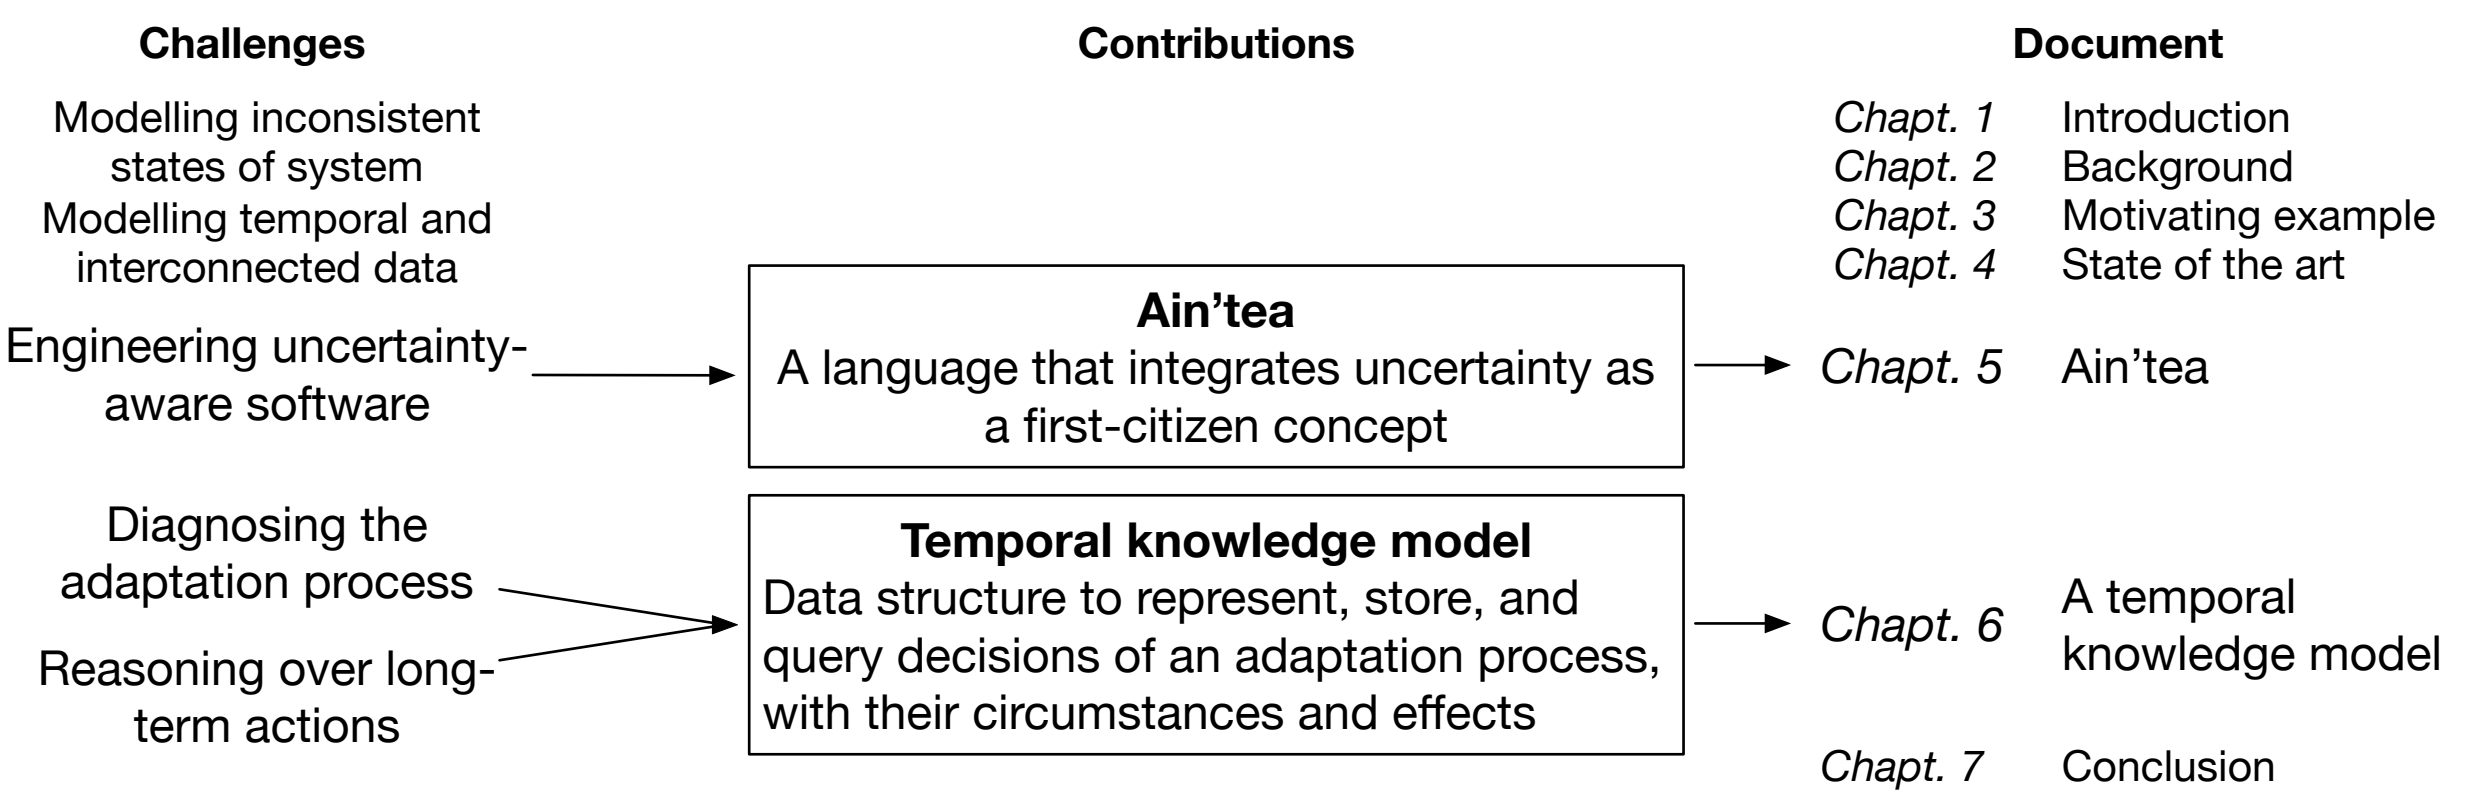 Challenges
Modelling inconsistent
states of system
Modelling temporal and
interconnected data
Engineering uncertainty-
aware software
Diagnosing the
adaptation process
Reasoning over long-
term actions
Contributions
Ain’tea
A language that integrates uncertainty as
a first-citizen concept
Temporal knowledge model
Data structure to represent, store, and
query decisions of an adaptation process,
with their circumstances and effects
Document
Chapt. 1 Introduction
Chapt. 2 Background
Chapt. 3 Motivating example
Chapt. 4 State of the art
Chapt. 5 Ain’tea
Chapt. 6 A temporal
knowledge model
Chapt. 7 Conclusion